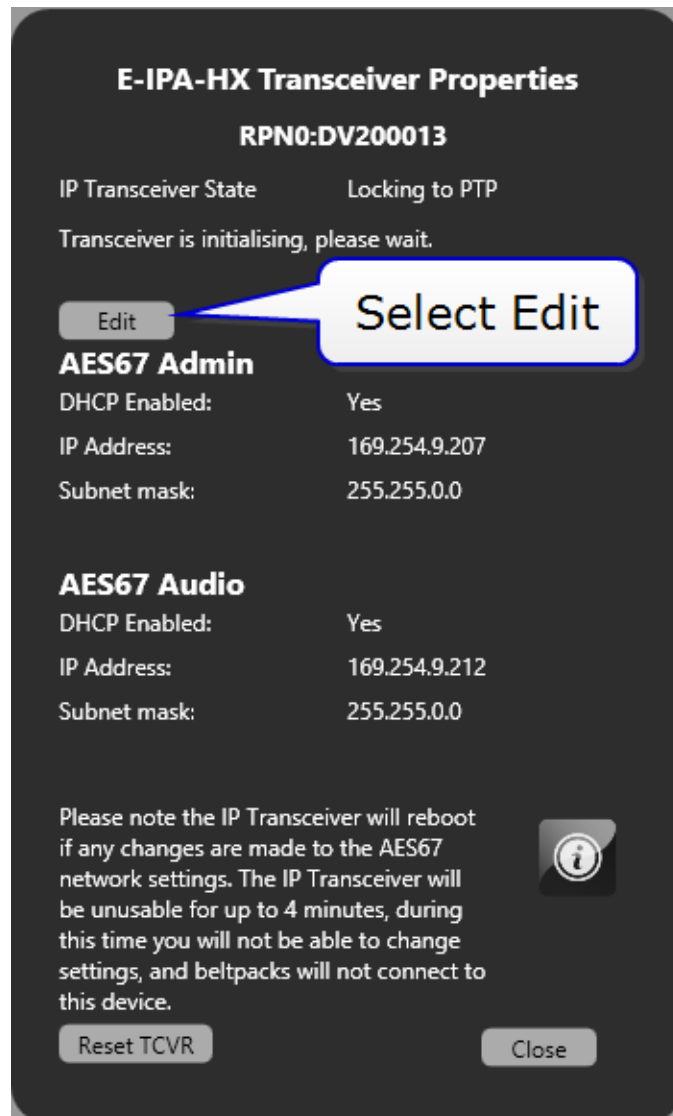 E-IPA-HX Transceiver Properties
RPN0:DV200013
IP Transceiver State Locking to PTP
Transceiver is initialising, please wait.
Edit
Select Edit
AES67 Admin
DHCP Enabled: Yes
IP Address: 169.254.9.207
Subnet mask: 255.255.0.0
AES67 Audio
DHCP Enabled: Yes
IP Address: 169.254.9.212
Subnet mask: 255.255.0.0
Please note the IP Transceiver will reboot
if any changes are made to the AES67
network settings. The IP Transceiver will
be unusable for up to 4 minutes, during
this time you will not be able to change
settings, and beltpacks will not connect to
this device.
Reset TCVR Close